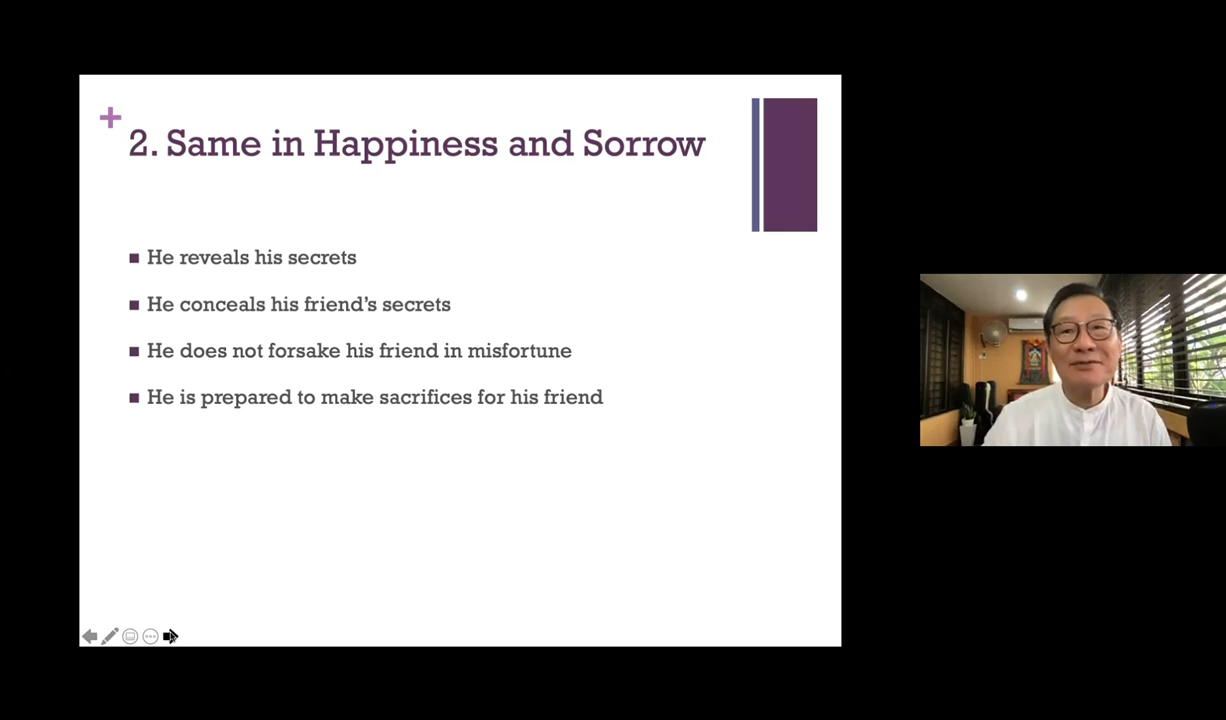 2. Same in Happiness and Sorrow
He reveals his secrets
He conceals his friend's secrets
He does not forsake his friend in misfortune
He is prepared to make sacrifices for his friend